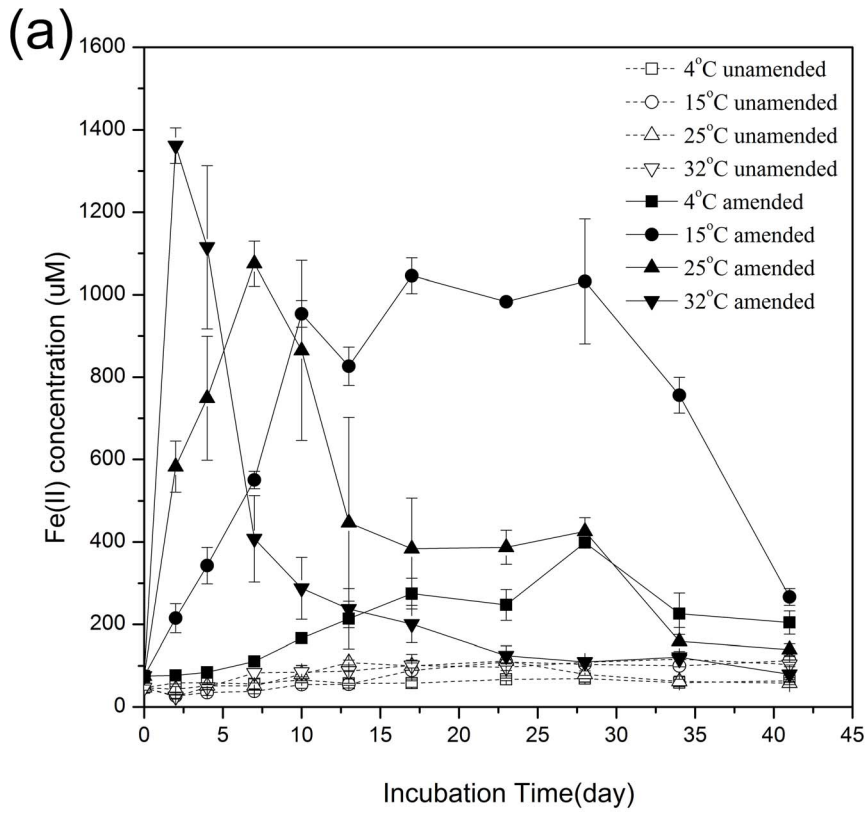 (a)
1600
1400
1200
1000
800
600
400
200
0
Fe(II) concentration (uM)
4°C unamended
15°C unamended
25°C unamended
32°C unamended
4°C amended
15°C amended
25°C amended
32°C amended
0 5 10 15 20 25 30 35 40 45
Incubation Time(day)